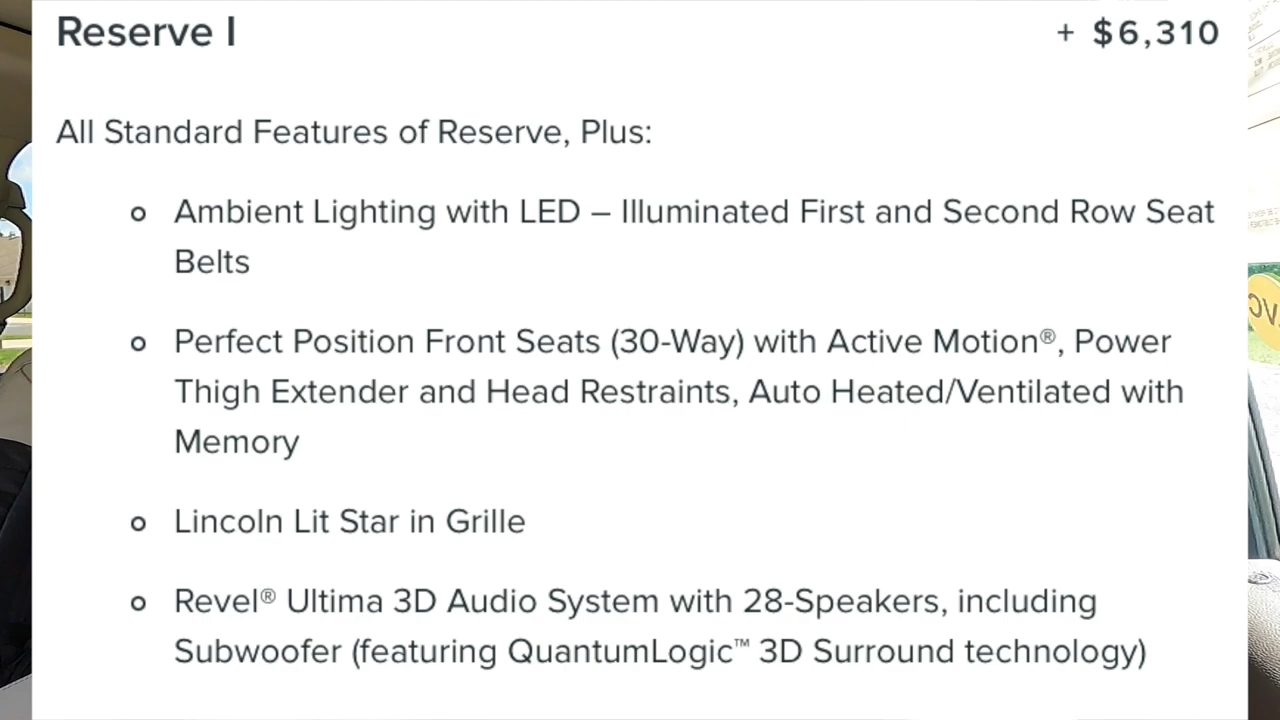 Reserve I + $6,310
All Standard Features of Reserve, Plus:
Ambient Lighting with LED – Illuminated First and Second Row Seat
Belts
Perfect Position Front Seats (30-Way) with Active Motion®, Power
Thigh Extender and Head Restraints, Auto Heated/Ventilated with
Memory
Lincoln Lit Star in Grille
Revel® Ultima 3D Audio System with 28-Speakers, including
Subwoofer (featuring QuantumLogic™ 3D Surround technology)